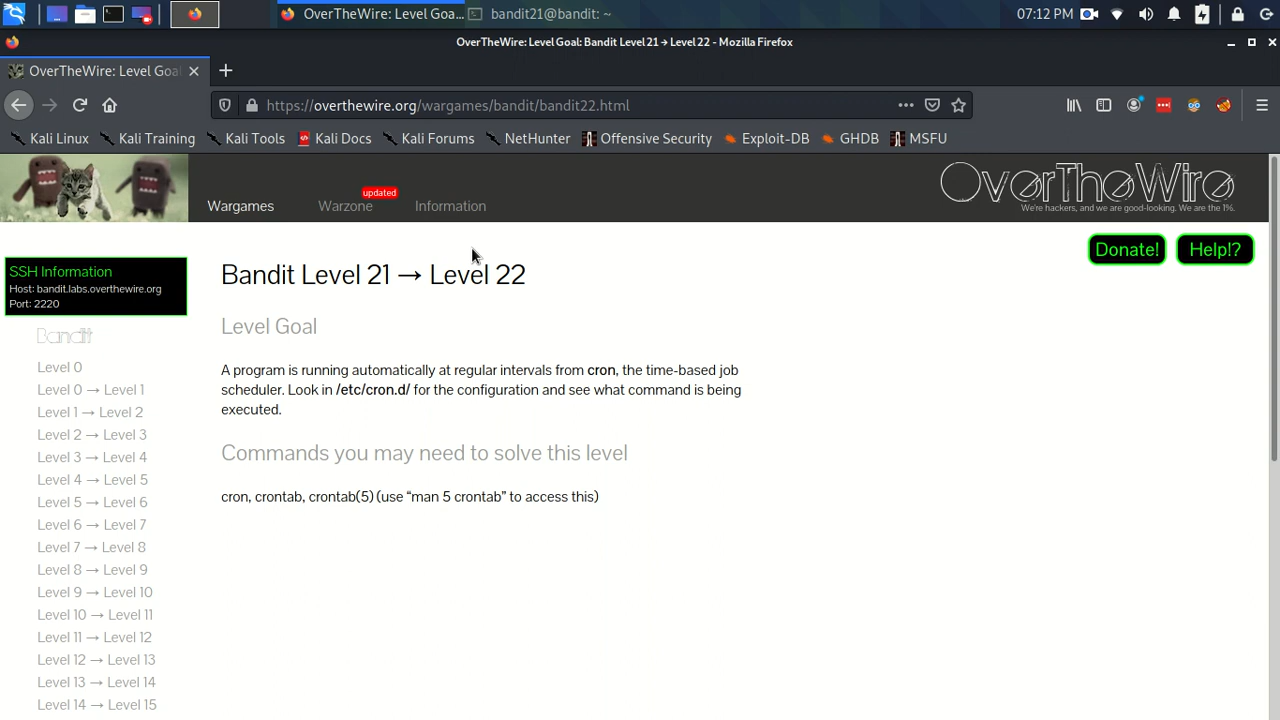 OverTheWire: Level Goa...
bandit21@bandit: ~
07:12 PM
OverTheWire: Level Goal: Bandit Level 21 → Level 22 - Mozilla Firefox
OverTheWire: Level Goal
https://overthewire.org/wargames/bandit/bandit22.html
Kali Linux
Kali Training
Kali Tools
Kali Docs
Kali Forums
NetHunter
Offensive Security
Exploit-DB
GHDB
MSFU
Wargames
Warzone
updated
Information
OverTheWire
We're hackers, and we are good-looking. We are the 1%.
Donate!
Help!?
SSH Information
Host: bandit.labs.overthewire.org
Port: 2220
Bandit
Level 0
Level 0 → Level 1
Level 1 → Level 2
Level 2 → Level 3
Level 3 → Level 4
Level 4 → Level 5
Level 5 → Level 6
Level 6 → Level 7
Level 7 → Level 8
Level 8 → Level 9
Level 9 → Level 10
Level 10 → Level 11
Level 11 → Level 12
Level 12 → Level 13
Level 13 → Level 14
Level 14 → Level 15
Bandit Level 21 → Level 22
Level Goal
A program is running automatically at regular intervals from cron, the time-based job
scheduler. Look in /etc/cron.d/ for the configuration and see what command is being
executed.
Commands you may need to solve this level
cron, crontab, crontab(5) (use “man 5 crontab” to access this)